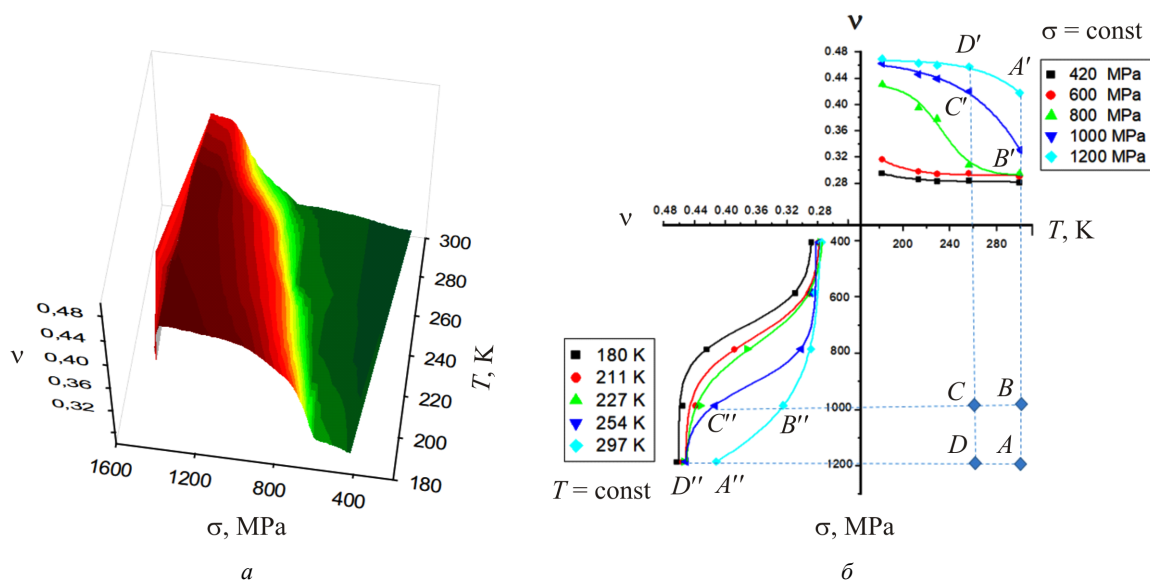 0,48
0,44
0,40
0,36
0,32
ν
1600
1200
800
400
σ, MPa
300
280
260
240
220
200
180
T, K
а
ν
σ = const
0.48
0.44
0.40
0.36
0.32
0.28
D′
A′
C′
B′
420 MPa
600 MPa
800 MPa
1000 MPa
1200 MPa
200
240
280
T, K
ν
0.48
0.44
0.40
0.36
0.32
0.28
400
600
800
1000
1200
180 K
211 K
227 K
254 K
297 K
T = const
C′′
B′′
D′′
A′′
C
B
D
A
σ, MPa
б